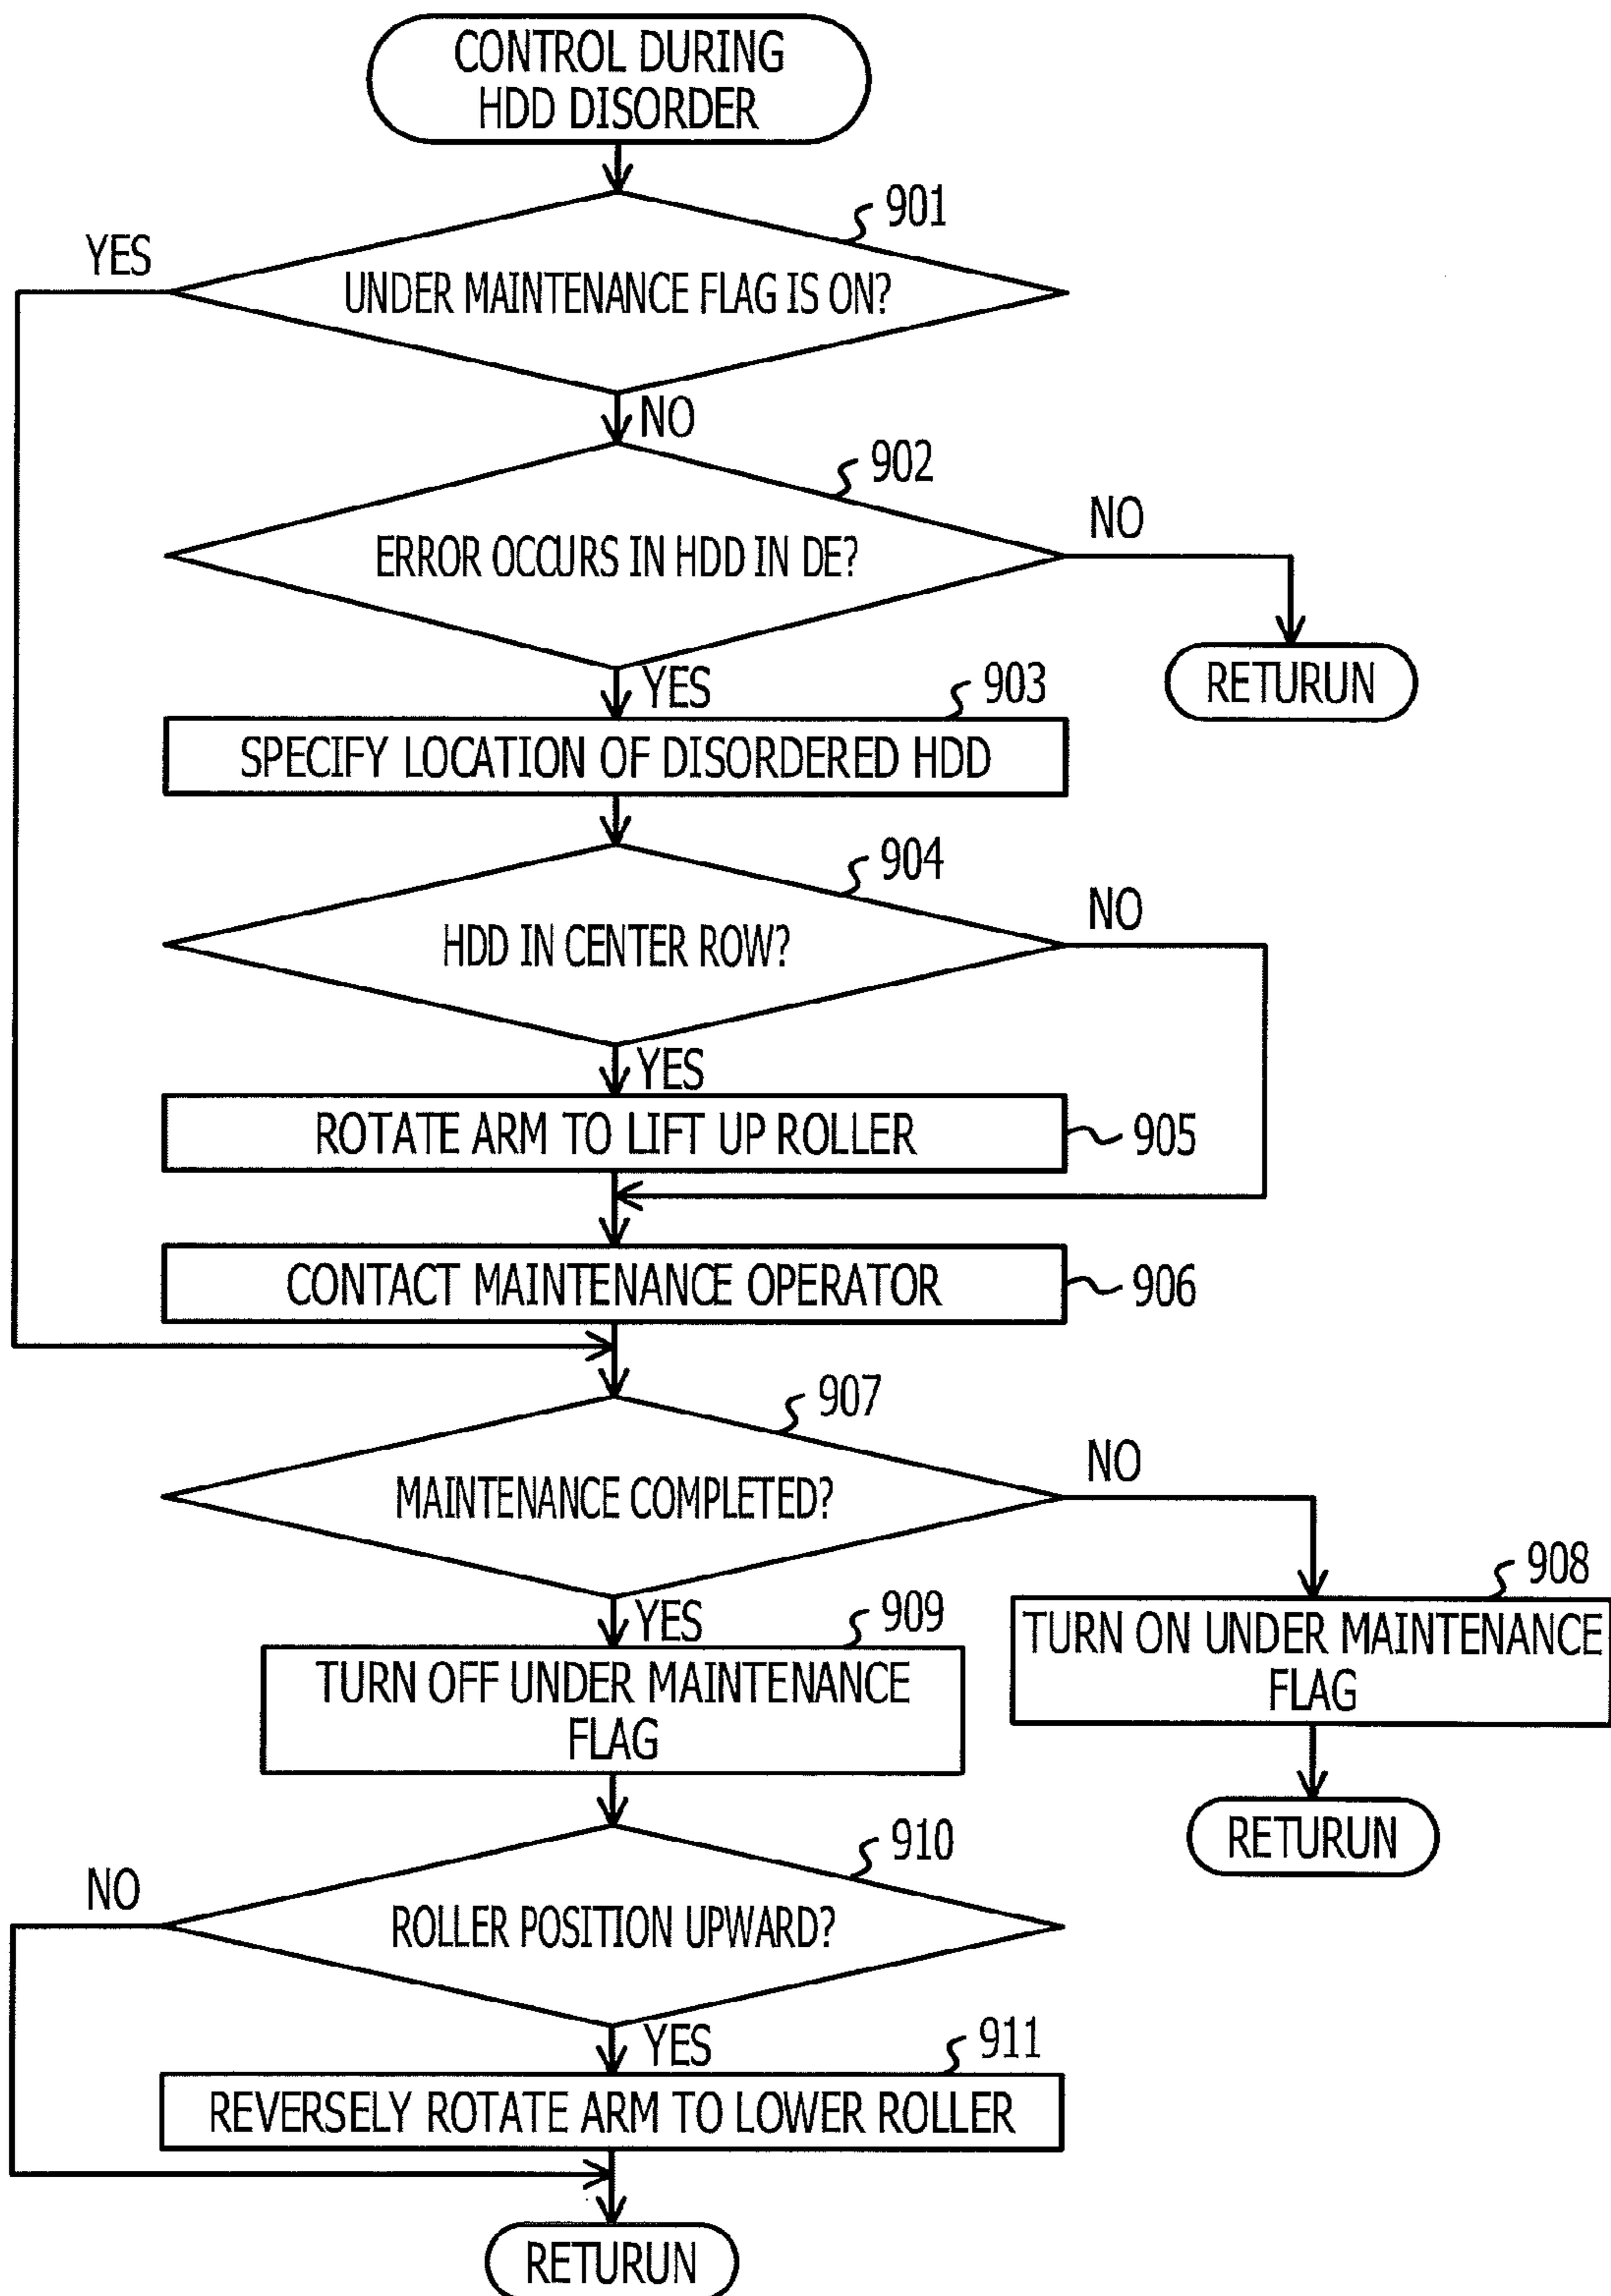 CONTROL DURING
HDD DISORDER
901
YES
UNDER MAINTENANCE FLAG IS ON?
NO
902
NO
ERROR OCCURS IN HDD IN DE?
YES
RETURUN
903
SPECIFY LOCATION OF DISORDERED HDD
904
NO
HDD IN CENTER ROW?
YES
ROTATE ARM TO LIFT UP ROLLER
905
CONTACT MAINTENANCE OPERATOR
906
907
NO
MAINTENANCE COMPLETED?
YES
908
TURN ON UNDER MAINTENANCE
FLAG
RETURUN
909
TURN OFF UNDER MAINTENANCE
FLAG
910
NO
ROLLER POSITION UPWARD?
YES
911
REVERSELY ROTATE ARM TO LOWER ROLLER
RETURUN